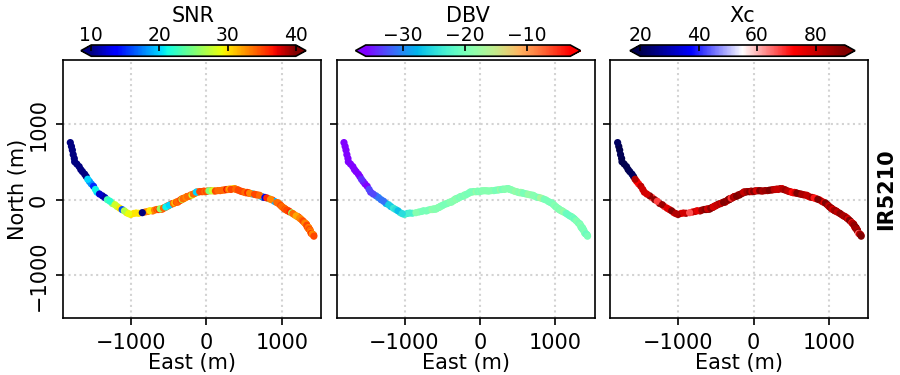 SNR DBV Xc
10 20 30 40 −30 −20 −10 20 40 60 80
North (m)
1000
0
−1000
−1000 0 1000 −1000 0 1000 −1000 0 1000
East (m) East (m) East (m)
IR5210